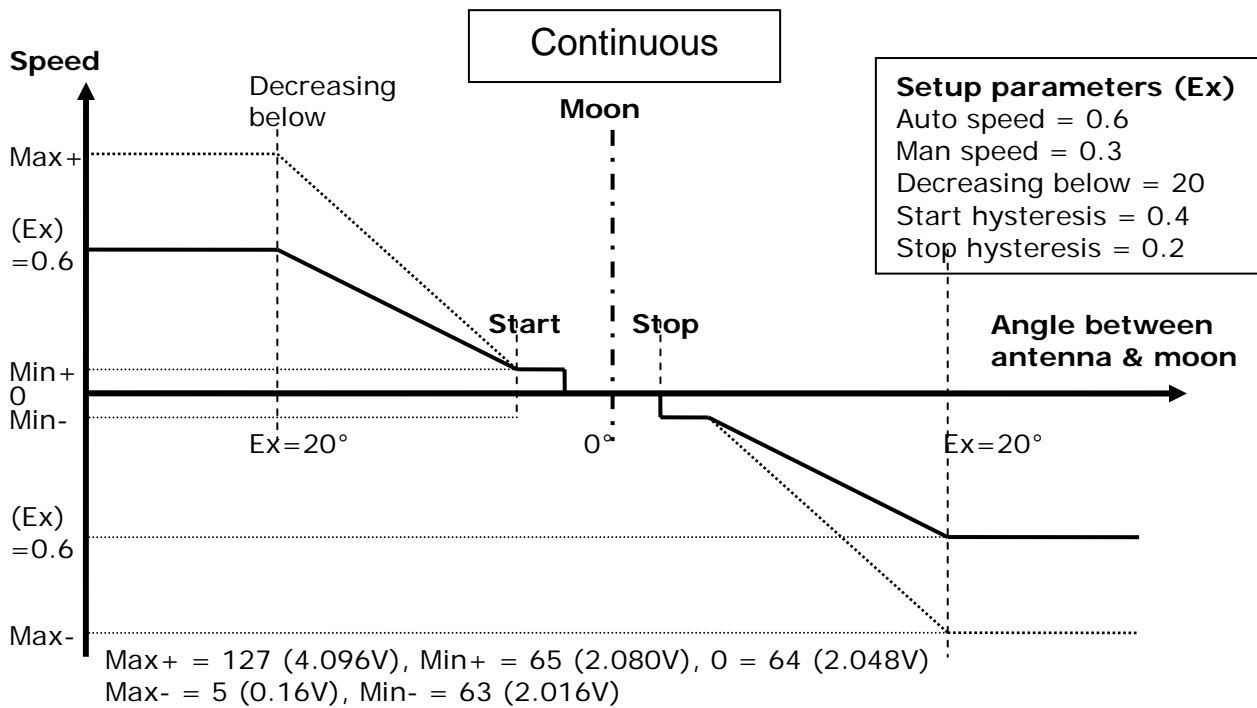 Continuous
Speed
Decreasing
below
Moon
Setup parameters (Ex)
Auto speed = 0.6
Man speed = 0.3
Decreasing below = 20
Start hysteresis = 0.4
Stop hysteresis = 0.2
Max+
(Ex)
=0.6
Start
Stop
Angle between
antenna & moon
Min+
0
Min-
Ex=20°
0°
Ex=20°
(Ex)
=0.6
Max-
Max+ = 127 (4.096V), Min+ = 65 (2.080V), 0 = 64 (2.048V)
Max- = 5 (0.16V), Min- = 63 (2.016V)